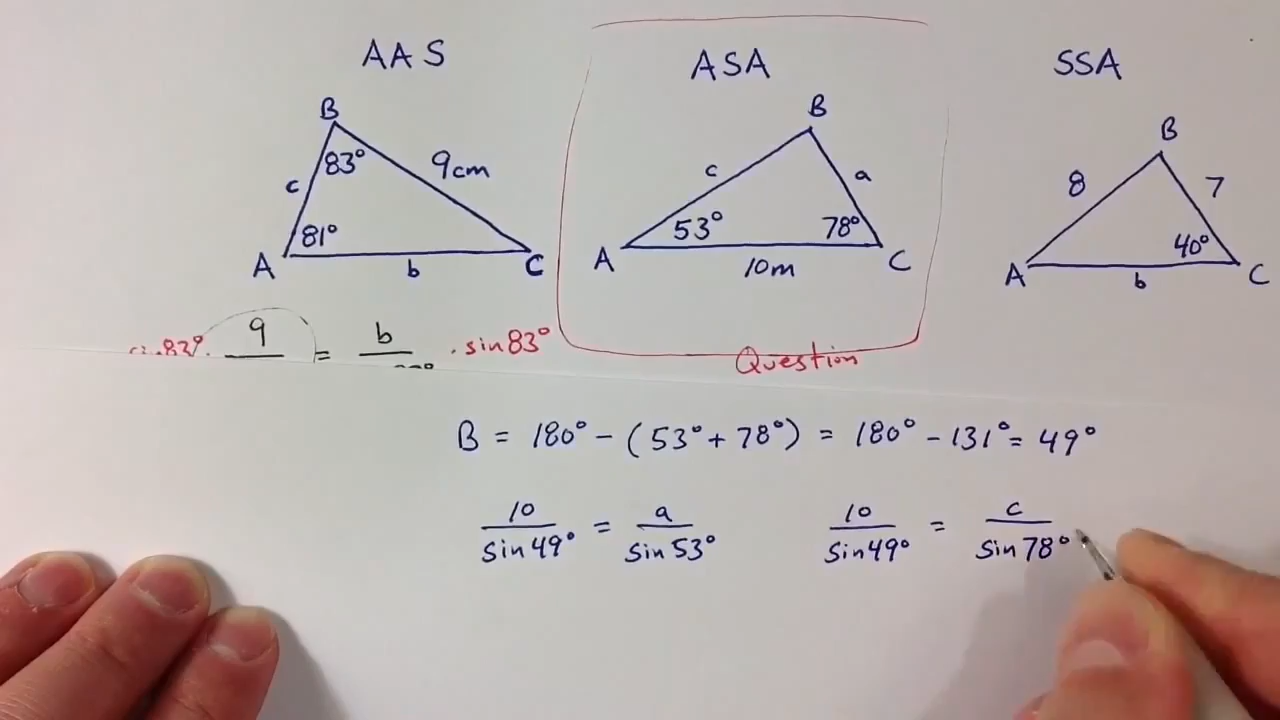 AAS ASA SSA
B B B
83° 9cm c c a 8 7
81° 53° 78° 40°
A b C A 10m C A b C
9 = b · sin83°
Question
B = 180° - (53° + 78°) = 180° - 131° = 49°
10 / sin49° = a / sin53° 10 / sin49° = c / sin78°